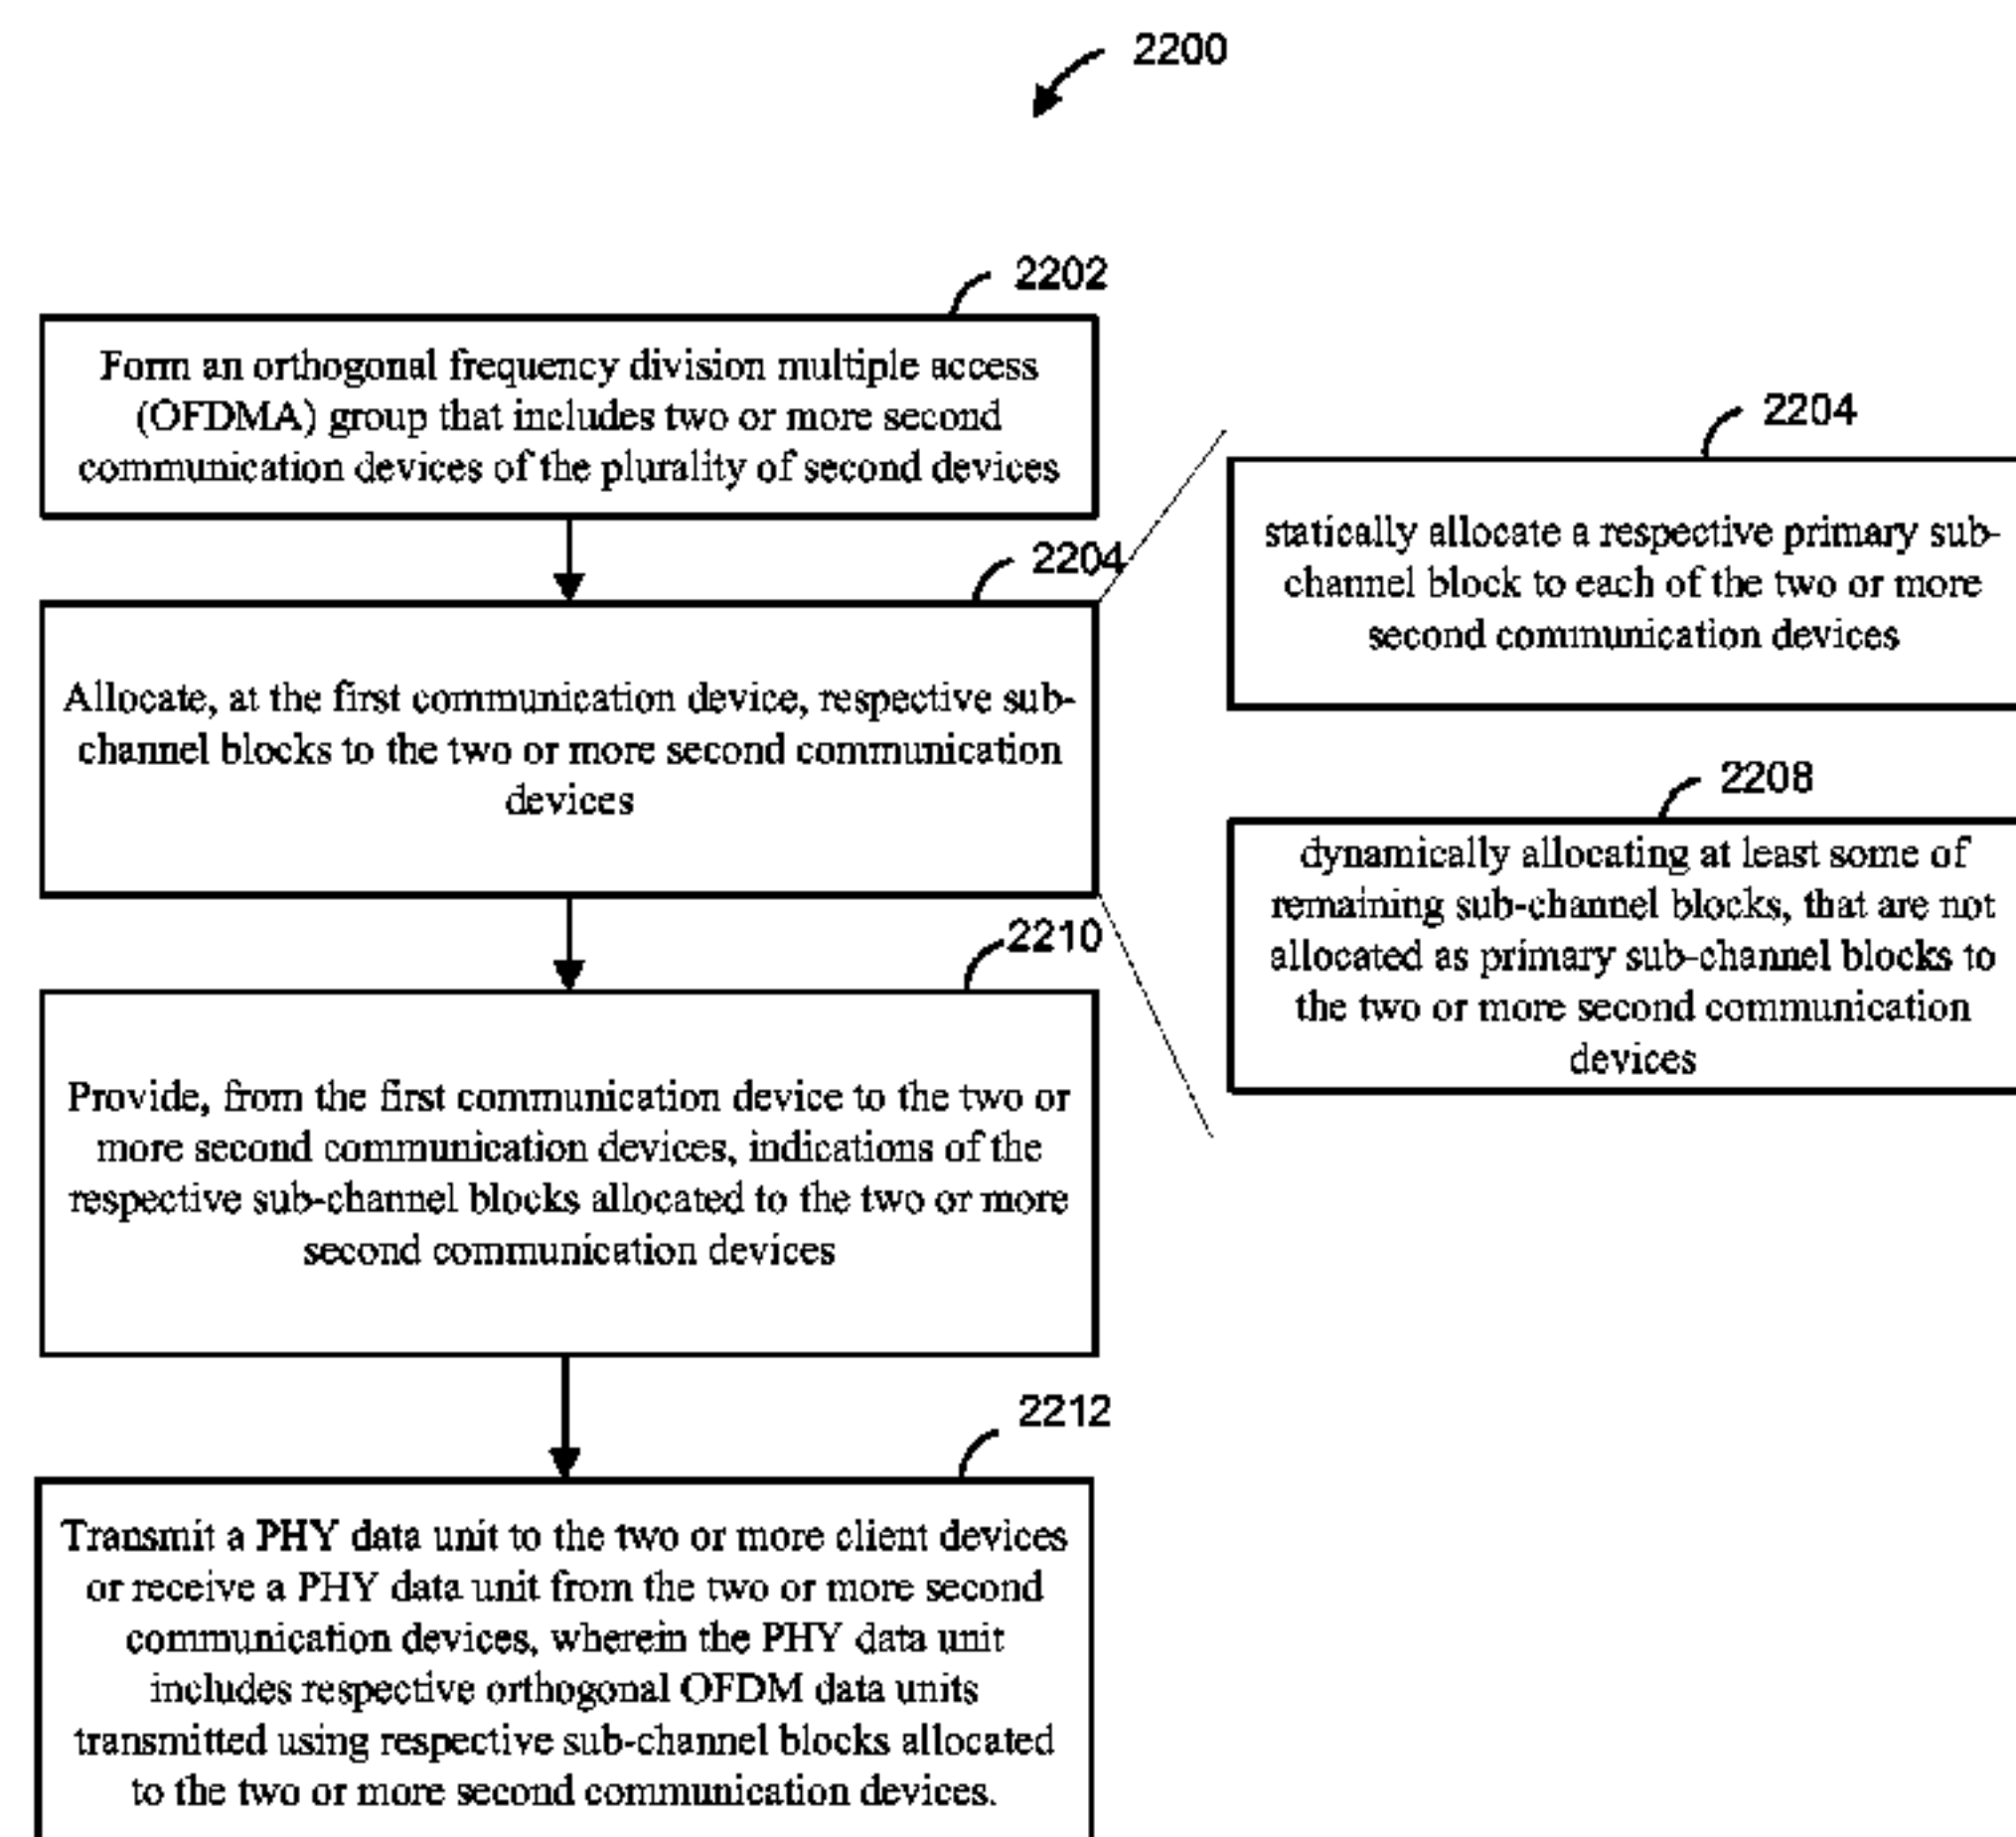 2200
2202
Form an orthogonal frequency division multiple access
(OFDMA) group that includes two or more second
communication devices of the plurality of second devices
2204
Allocate, at the first communication device, respective sub-
channel blocks to the two or more second communication
devices
2204
statically allocate a respective primary sub-
channel block to each of the two or more
second communication devices
2208
dynamically allocating at least some of
remaining sub-channel blocks, that are not
allocated as primary sub-channel blocks to
the two or more second communication
devices
2210
Provide, from the first communication device to the two or
more second communication devices, indications of the
respective sub-channel blocks allocated to the two or more
second communication devices
2212
Transmit a PHY data unit to the two or more client devices
or receive a PHY data unit from the two or more second
communication devices, wherein the PHY data unit
includes respective orthogonal OFDM data units
transmitted using respective sub-channel blocks allocated
to the two or more second communication devices.